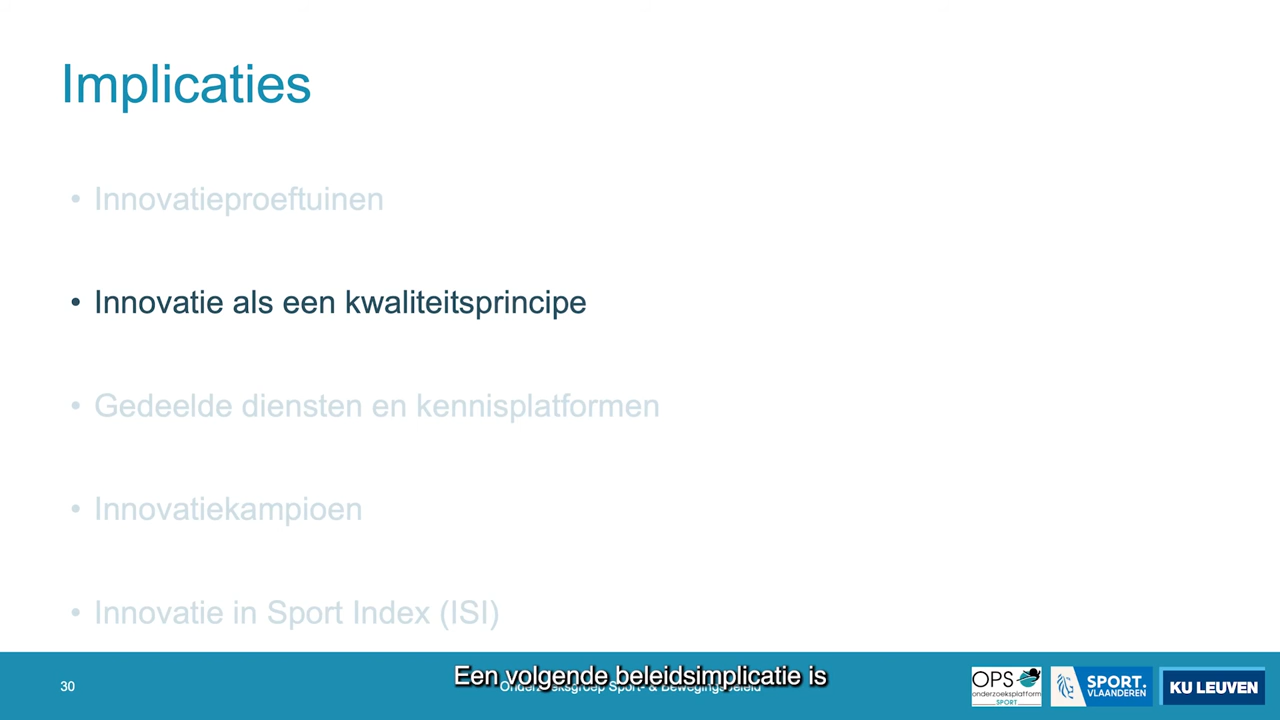 Implicaties
• Innovatieproeftuinen
• Innovatie als een kwaliteitsprincipe
• Gedeelde diensten en kennisplatformen
• Innovatiekampioen
• Innovatie in Sport Index (ISI)
Een volgende beleidsimplicatie is
30
Onderzoeksgroep Sport- & Bewegingsbeleid
OPS
onderzoeksplatform
SPORT
SPORT.
VLAANDEREN
KU LEUVEN